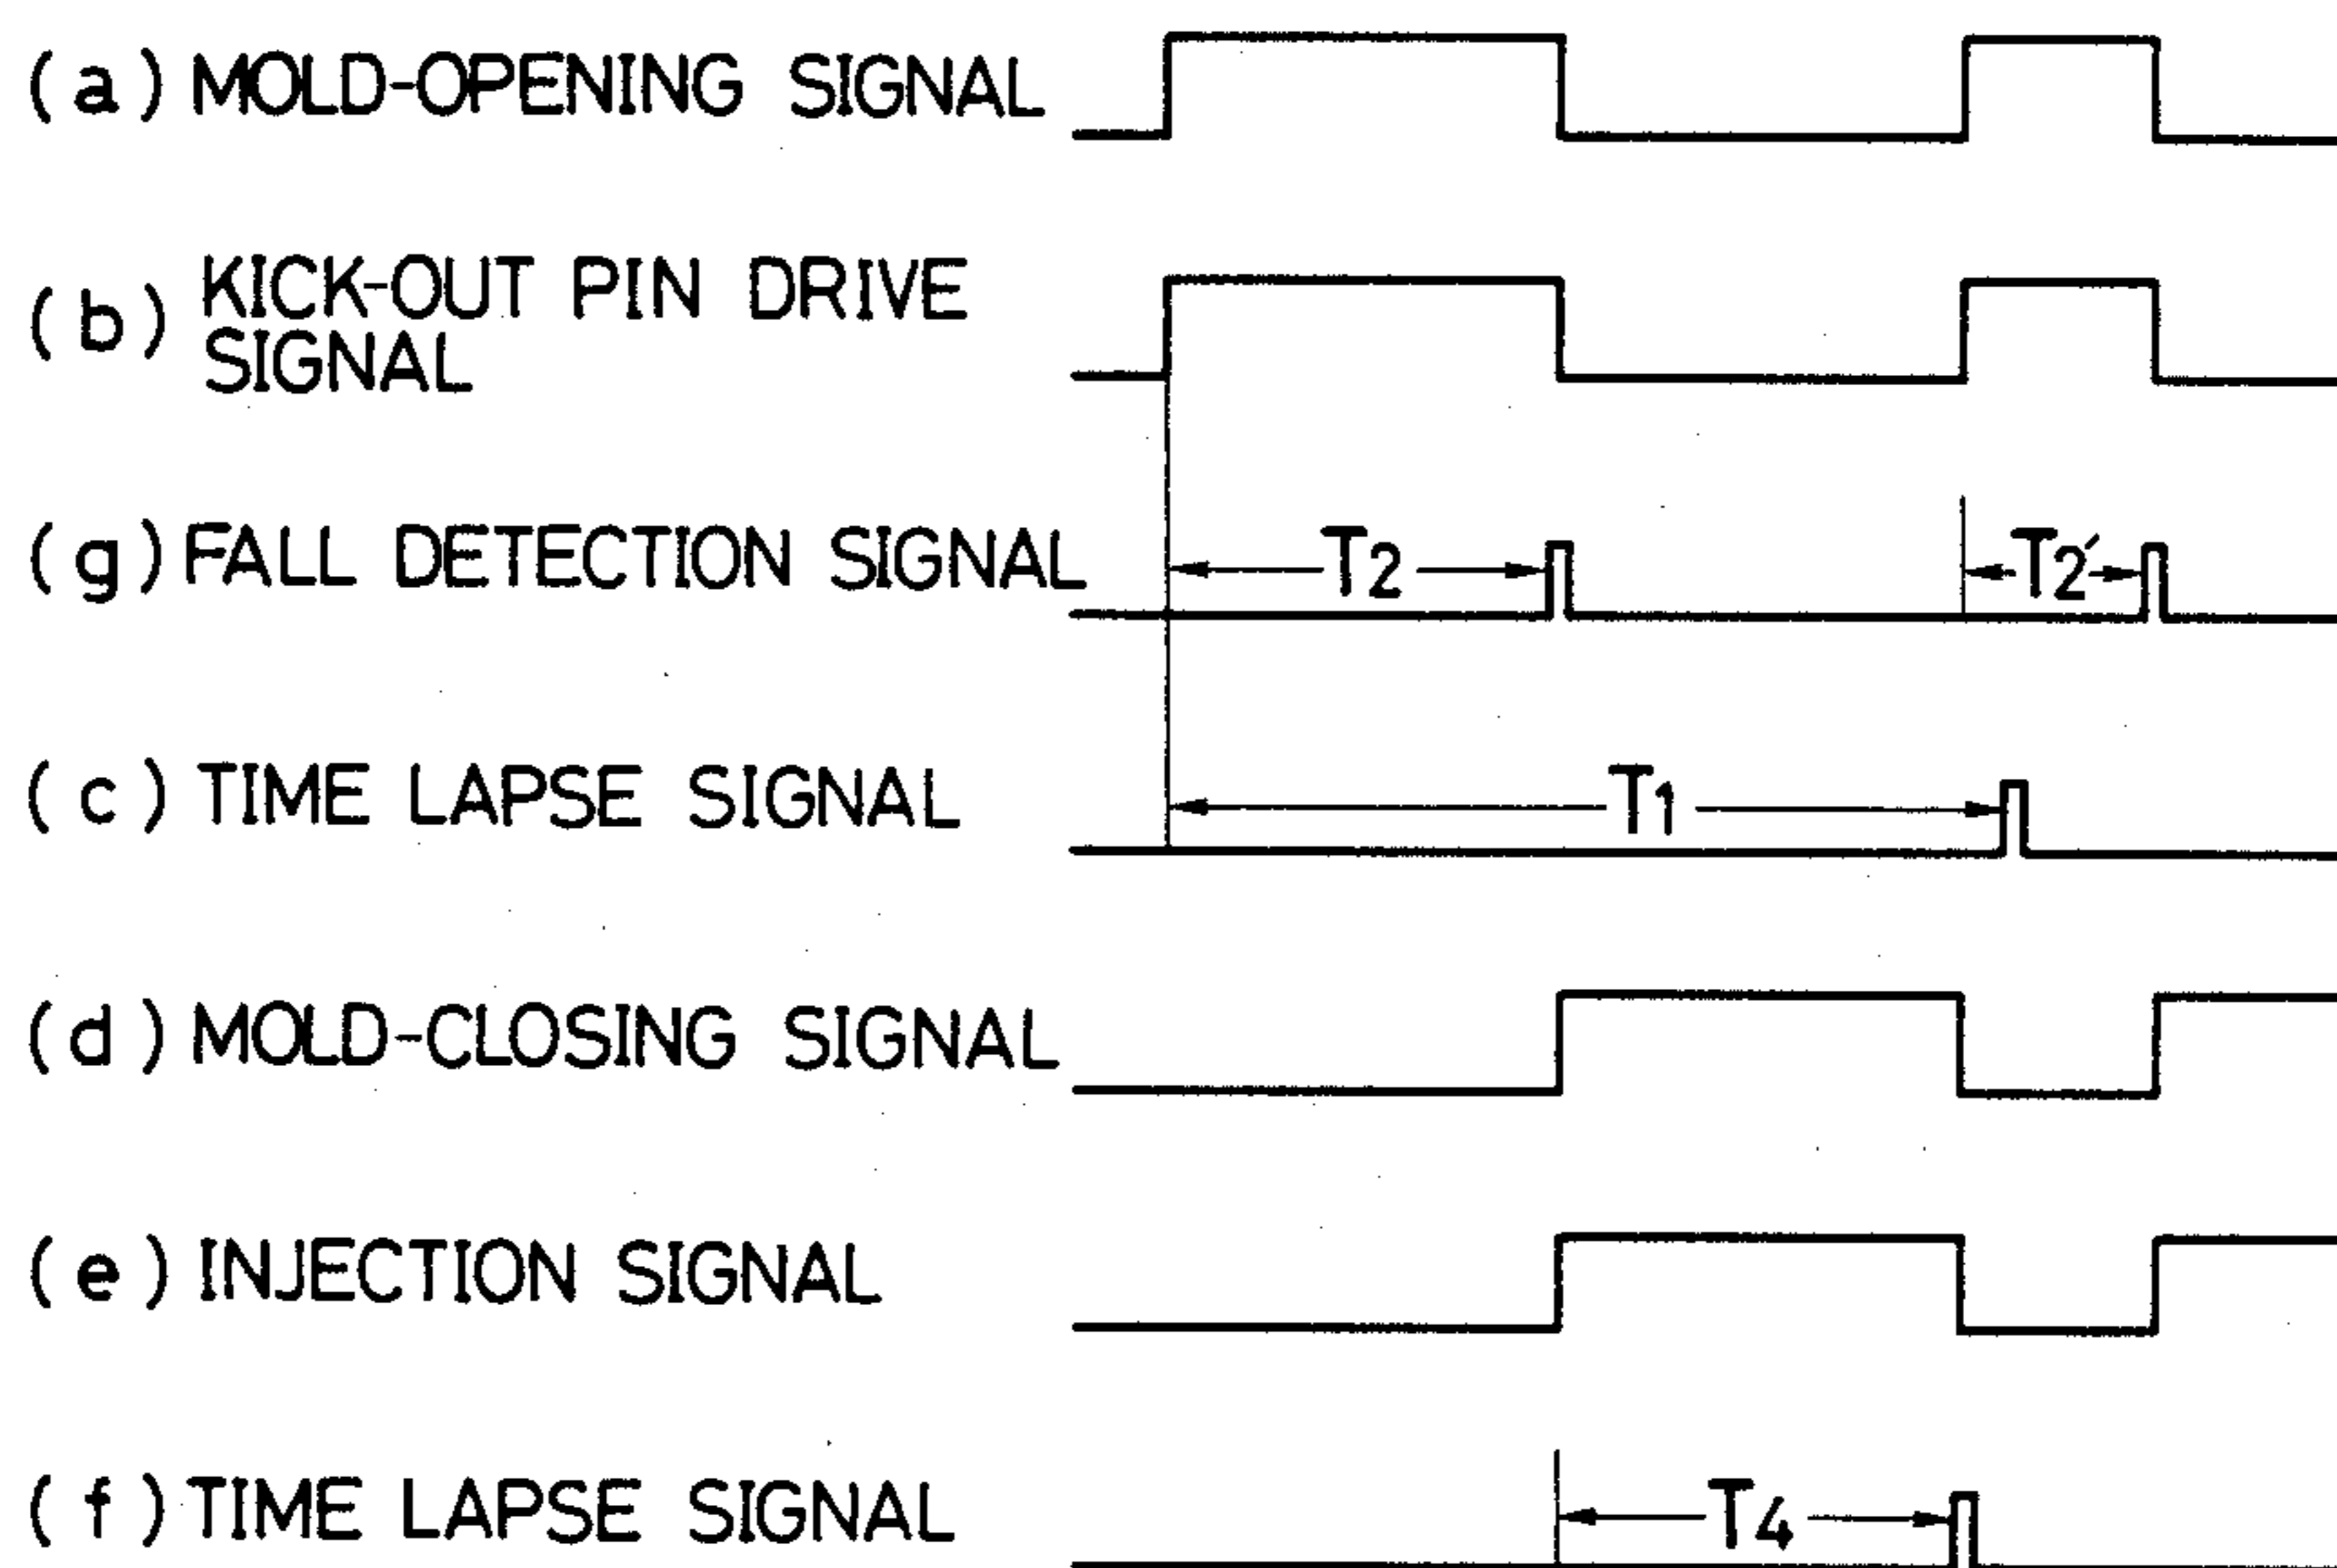 (a) MOLD-OPENING SIGNAL
(b) KICK-OUT PIN DRIVE
SIGNAL
(g) FALL DETECTION SIGNAL
T2
T2'
(c) TIME LAPSE SIGNAL
T1
(d) MOLD-CLOSING SIGNAL
(e) INJECTION SIGNAL
(f) TIME LAPSE SIGNAL
T4